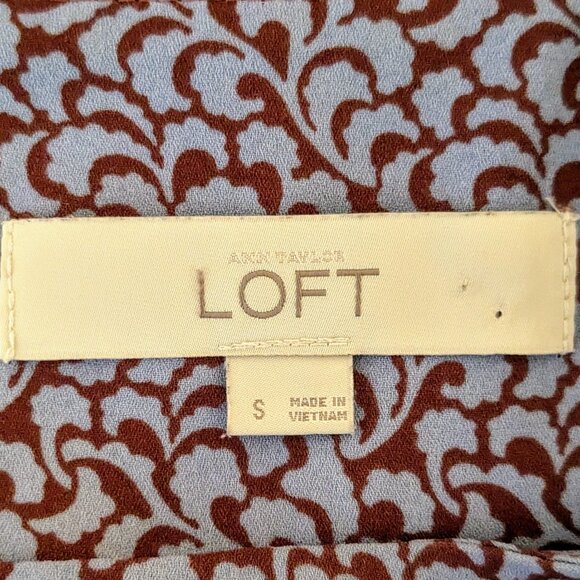 ANN TAYLOR
LOFT
S
MADE IN
VIETNAM